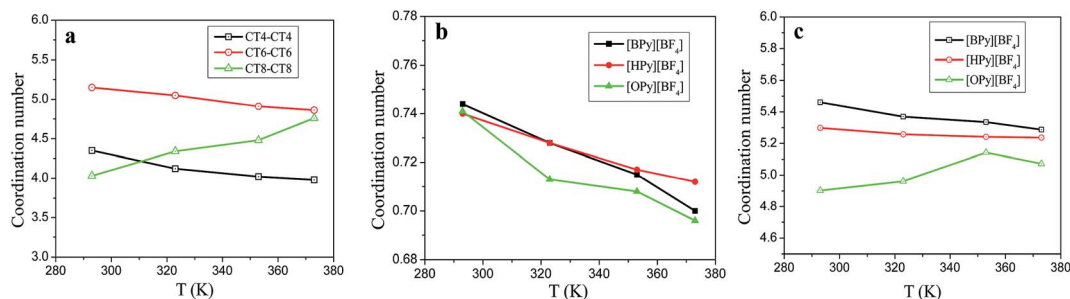 a
CT4-CT4
CT6-CT6
CT8-CT8
Coordination number
6.0
5.5
5.0
4.5
4.0
3.5
3.0
280 300 320 340 360 380
T (K)
b
[BPy][BF4]
[HPy][BF4]
[OPy][BF4]
Coordination number
0.78
0.76
0.74
0.72
0.70
0.68
280 300 320 340 360 380
T (K)
c
[BPy][BF4]
[HPy][BF4]
[OPy][BF4]
Coordination number
6.0
5.8
5.6
5.4
5.2
5.0
4.8
4.6
280 300 320 340 360 380
T (K)